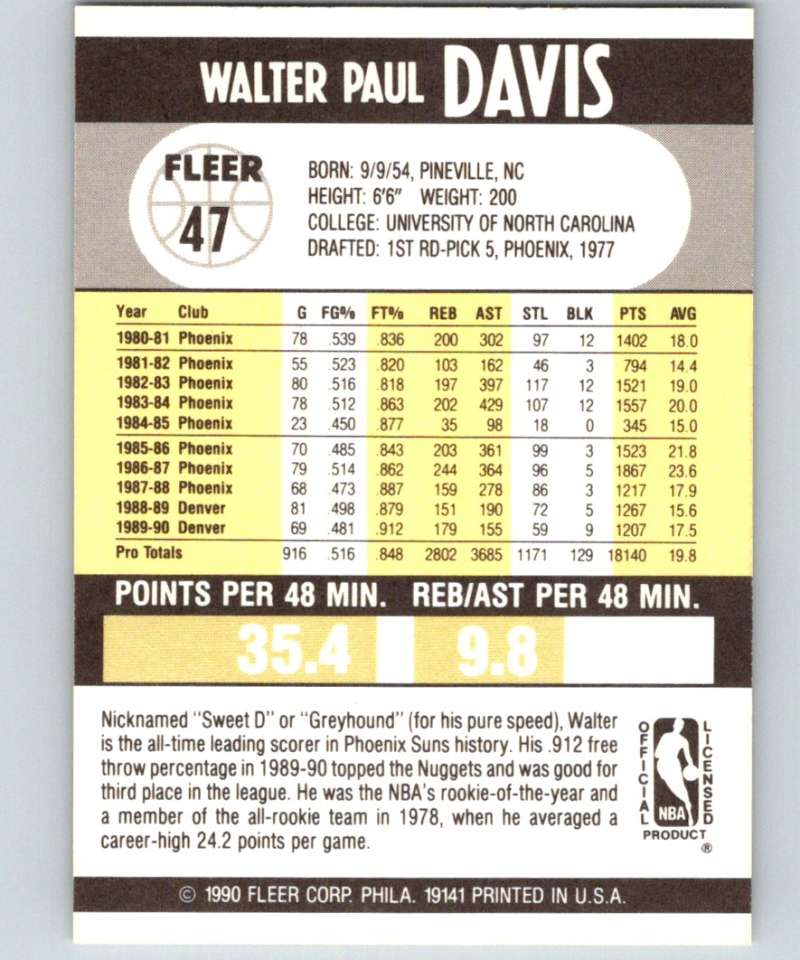 WALTER PAUL DAVIS
FLEER
47
BORN: 9/9/54, PINEVILLE, NC
HEIGHT: 6'6" WEIGHT: 200
COLLEGE: UNIVERSITY OF NORTH CAROLINA
DRAFTED: 1ST RD-PICK 5, PHOENIX, 1977
Year Club G FG% FT% REB AST STL BLK PTS AVG
1980-81 Phoenix 78 .539 .836 200 302 97 12 1402 18.0
1981-82 Phoenix 55 .523 .820 103 162 46 3 794 14.4
1982-83 Phoenix 80 .516 .818 197 397 117 12 1521 19.0
1983-84 Phoenix 78 .512 .863 202 429 107 12 1557 20.0
1984-85 Phoenix 23 .450 .877 35 98 18 0 345 15.0
1985-86 Phoenix 70 .485 .843 203 361 99 3 1523 21.8
1986-87 Phoenix 79 .514 .862 244 364 96 5 1867 23.6
1987-88 Phoenix 68 .473 .887 159 278 86 3 1217 17.9
1988-89 Denver 81 .498 .879 151 190 72 5 1267 15.6
1989-90 Denver 69 .481 .912 179 155 59 9 1207 17.5
Pro Totals 916 .516 .848 2802 3685 1171 129 18140 19.8
POINTS PER 48 MIN. REB/AST PER 48 MIN.
35.4 9.8
Nicknamed "Sweet D" or "Greyhound" (for his pure speed), Walter
is the all-time leading scorer in Phoenix Suns history. His .912 free
throw percentage in 1989-90 topped the Nuggets and was good for
third place in the league. He was the NBA's rookie-of-the-year and
a member of the all-rookie team in 1978, when he averaged a
career-high 24.2 points per game.
OFFICIAL
LICENSED
NBA
PRODUCT
®
© 1990 FLEER CORP. PHILA. 19141 PRINTED IN U.S.A.